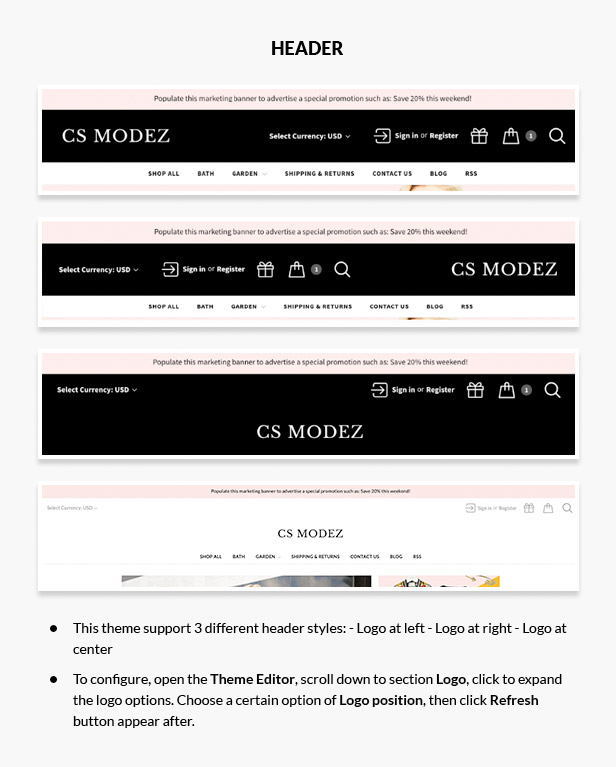 HEADER
Populate this marketing banner to advertise a special promotion such as: Save 20% this weekend!
CS MODEZ
Select Currency: USD
Sign in or Register
1
SHOP ALL BATH GARDEN SHIPPING & RETURNS CONTACT US BLOG RSS
Populate this marketing banner to advertise a special promotion such as: Save 20% this weekend!
Select Currency: USD
Sign in or Register
1
CS MODEZ
SHOP ALL BATH GARDEN SHIPPING & RETURNS CONTACT US BLOG RSS
Populate this marketing banner to advertise a special promotion such as: Save 20% this weekend!
Select Currency: USD
Sign in or Register
1
CS MODEZ
Populate this marketing banner to advertise a special promotion such as: Save 20% this weekend!
Select Currency: USD
Sign in or Register
CS MODEZ
SHOP ALL BATH GARDEN SHIPPING & RETURNS CONTACT US BLOG RSS
● This theme support 3 different header styles: - Logo at left - Logo at right - Logo at
center
● To configure, open the Theme Editor, scroll down to section Logo, click to expand
the logo options. Choose a certain option of Logo position, then click Refresh
button appear after.